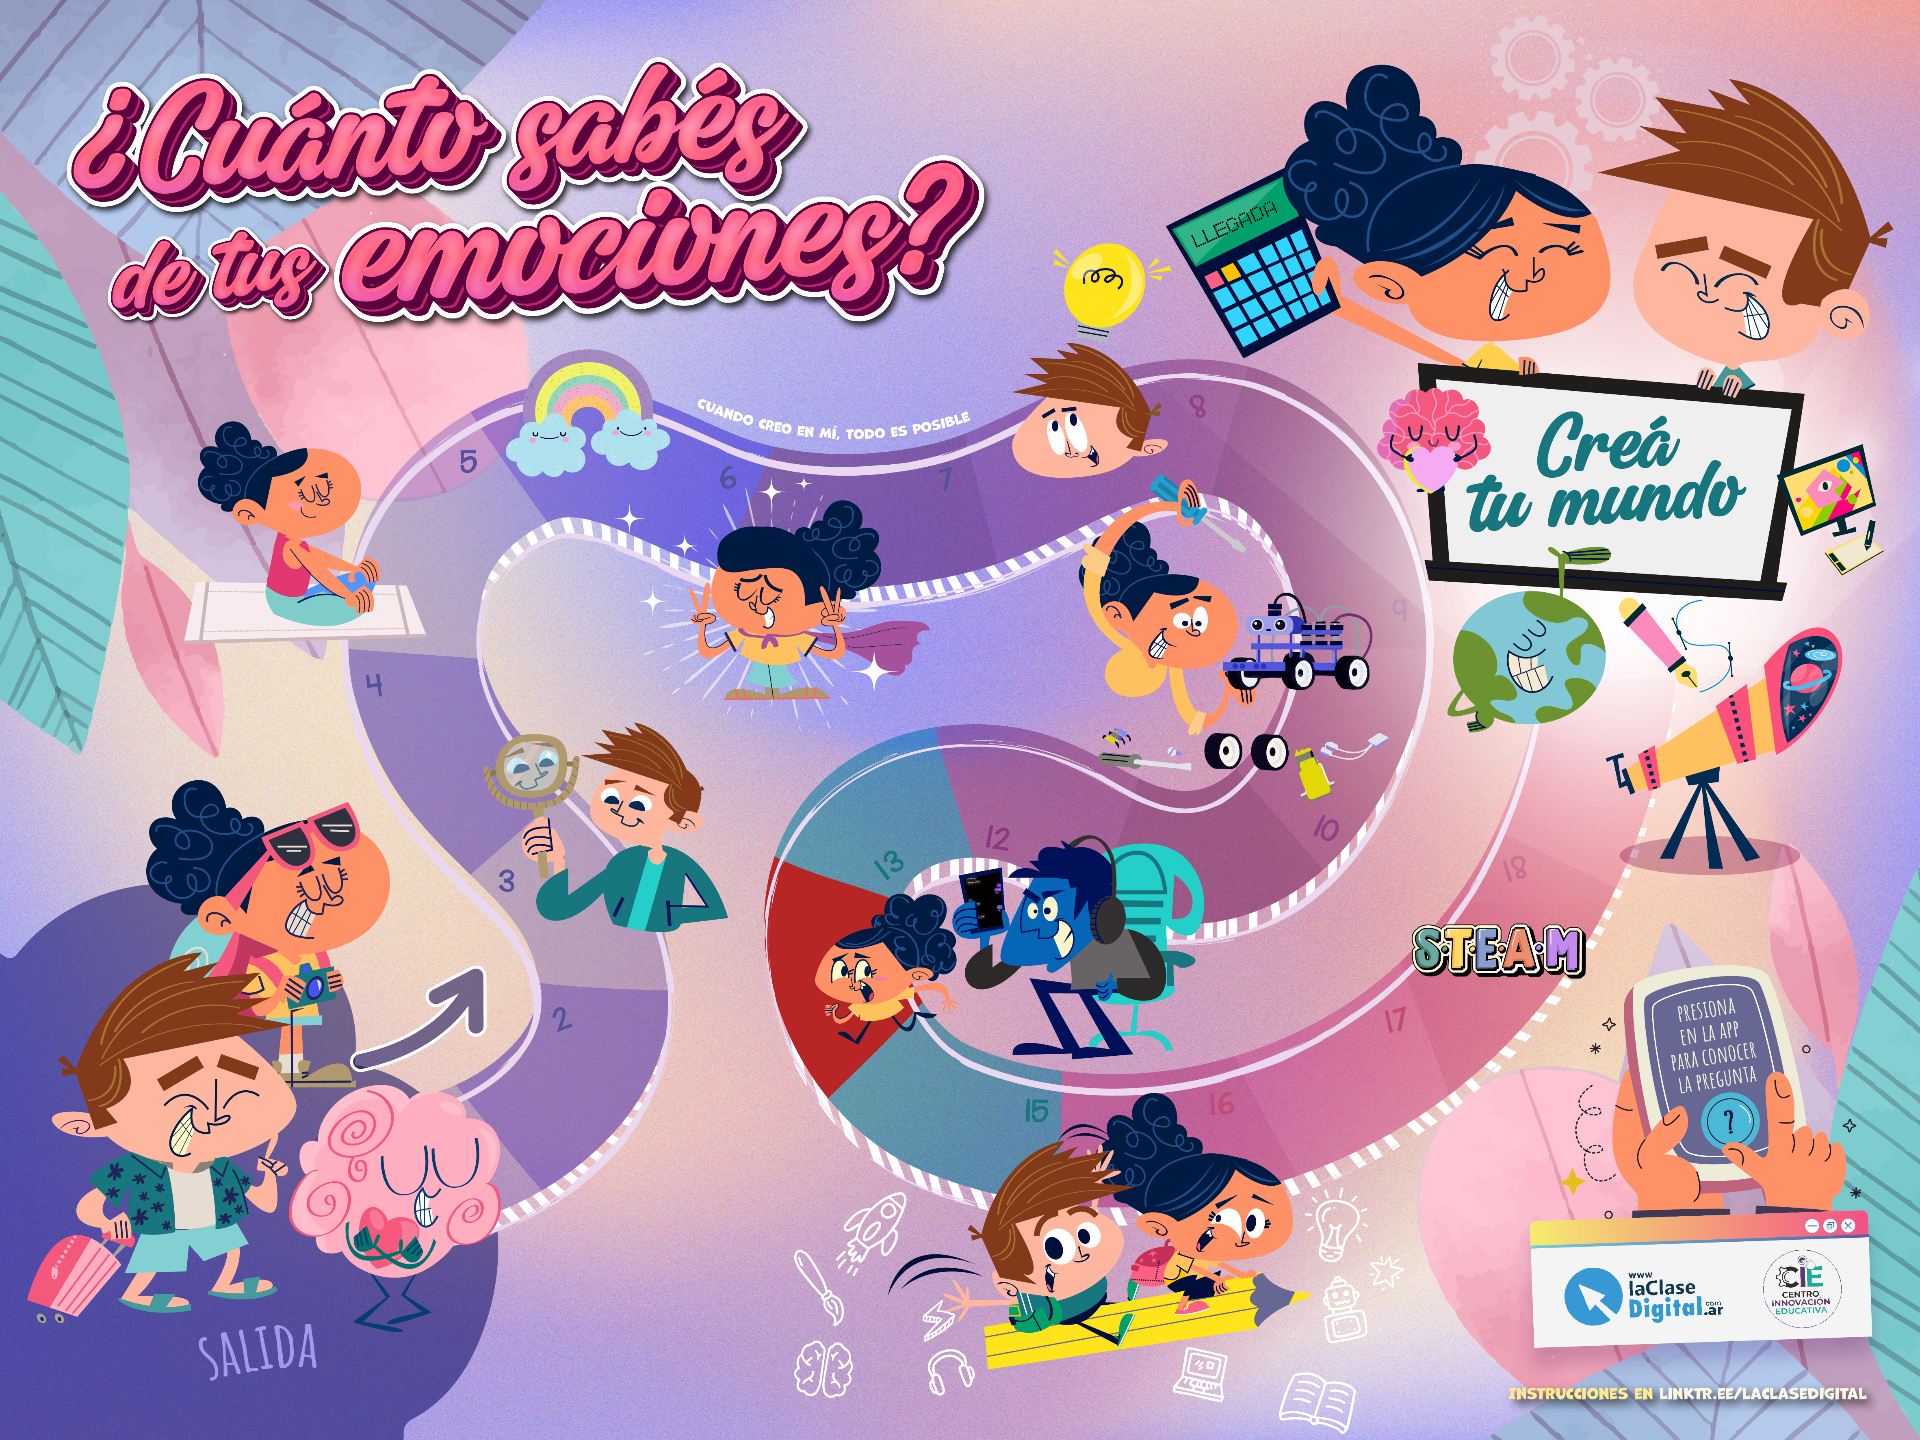 ¿Cuánto sabés
de tus emociones?
LLEGADA
Creá
tu mundo
CUANDO CREO EN MÍ, TODO ES POSIBLE
5
6
7
8
9
4
3
2
10
12
13
15
16
17
18
S.T.E.A.M
PRESIONA
EN LA APP
PARA CONOCER
LA PREGUNTA
?
SALIDA
www
laClase
Digital.com.ar
CIE
CENTRO
INNOVACIÓN
EDUCATIVA
INSTRUCCIONES EN LINKTR.EE/LACLASEDIGITAL